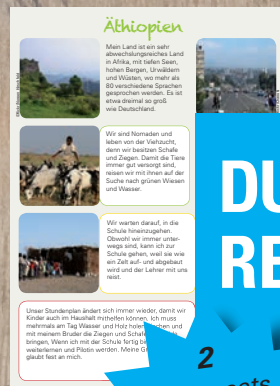 Äthiopien
Mein Land ist ein sehr
abwechslungsreiches Land
in Afrika, mit tiefen Seen,
hohen Bergen, Urwäldern
und Wüsten, wo mehr als
80 verschiedene Sprachen
gesprochen werden. Es ist
etwa dreimal so groß
wie Deutschland.
Wir sind Nomaden und
leben von der Viehzucht,
denn wir besitzen Schafe
und Ziegen. Damit die Tiere
immer gut versorgt sind,
reisen wir mit ihnen auf der
Suche nach grünen Wiesen
und Wasser.
Wir warten darauf, in die
Schule hineinzugehen.
Obwohl wir immer unter-
wegs sind, kann ich zur
Schule gehen, weil sie wie
ein Zelt auf- und abgebaut
wird und der Lehrer mit uns
reist.
Unser Stundenplan ändert sich immer wieder, damit wir
Kinder auch im Haushalt mithelfen können. Ich muss
mehrmals am Tag Wasser und Holz holen
mit meinem Bruder die Ziegen und Schafe
bringen. Wenn ich mit der Schule fertig
weiterlernen und Pilotin werden. Meine
glaubt fest an mich.
DU
RE
2